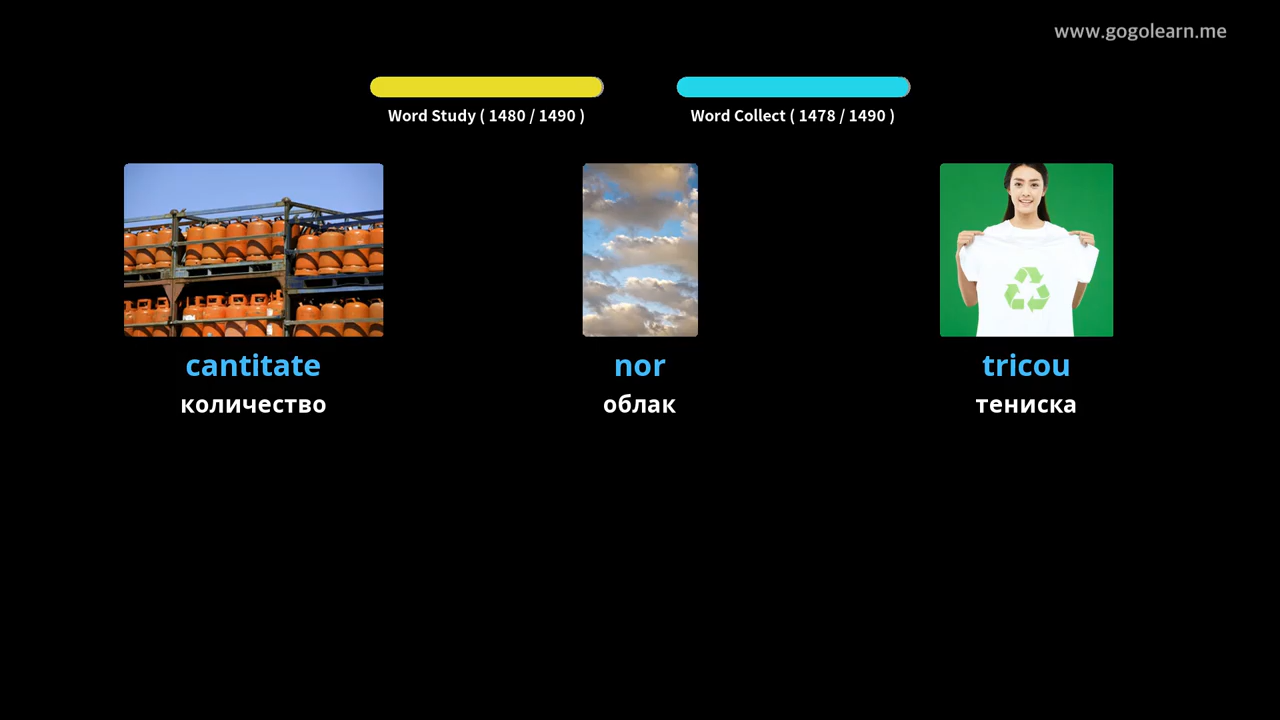 www.gogolearn.me
Word Study ( 1480 / 1490 )
Word Collect ( 1478 / 1490 )
cantitate
nor
tricou
количество
облак
тениска